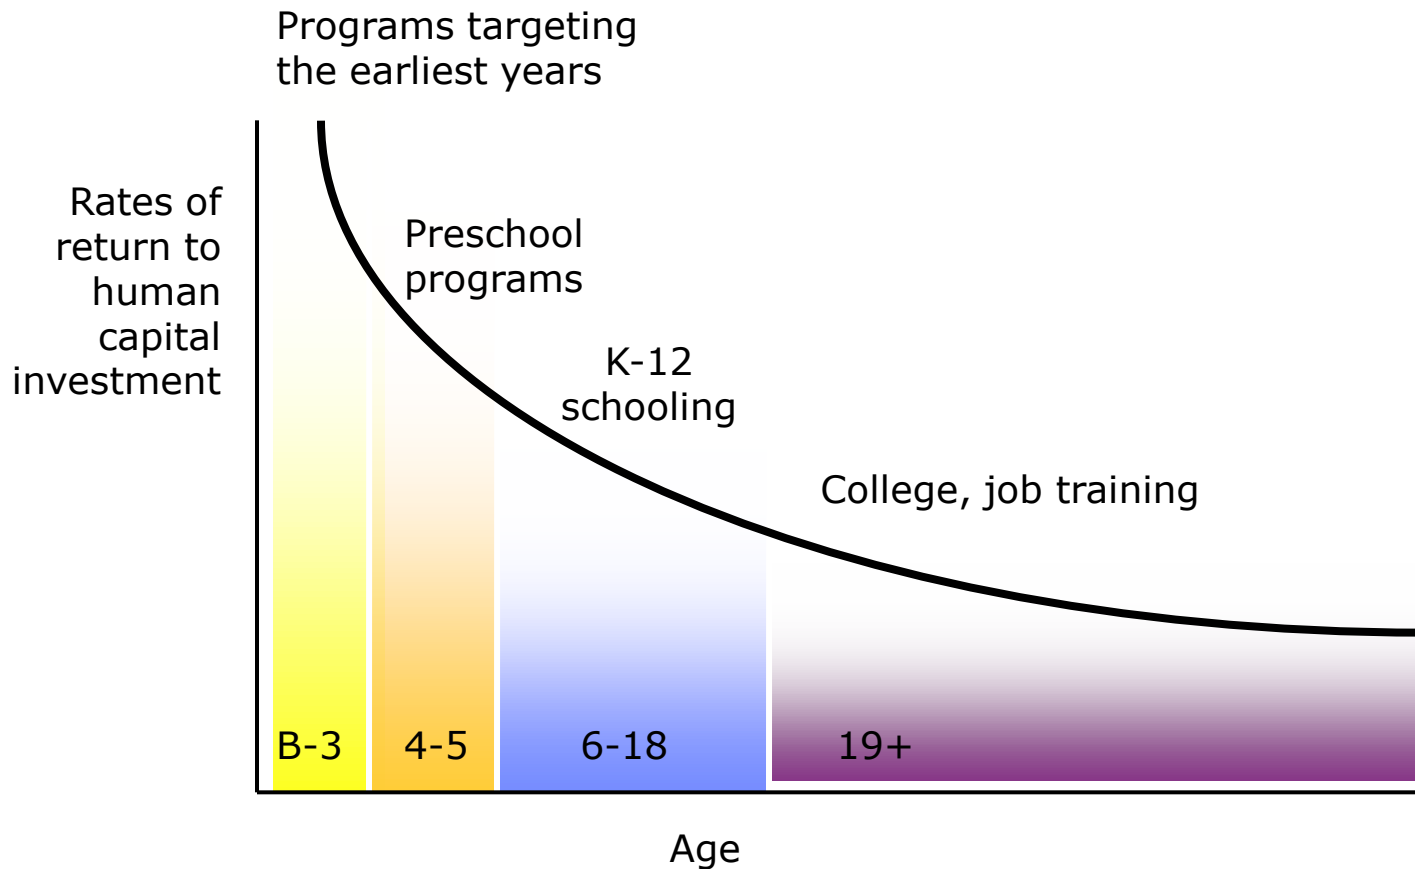 Programs targeting
the earliest years
Rates of
return to
human
capital
investment
Preschool
programs
K-12
schooling
College, job training
B-3
4-5
6-18
19+
Age